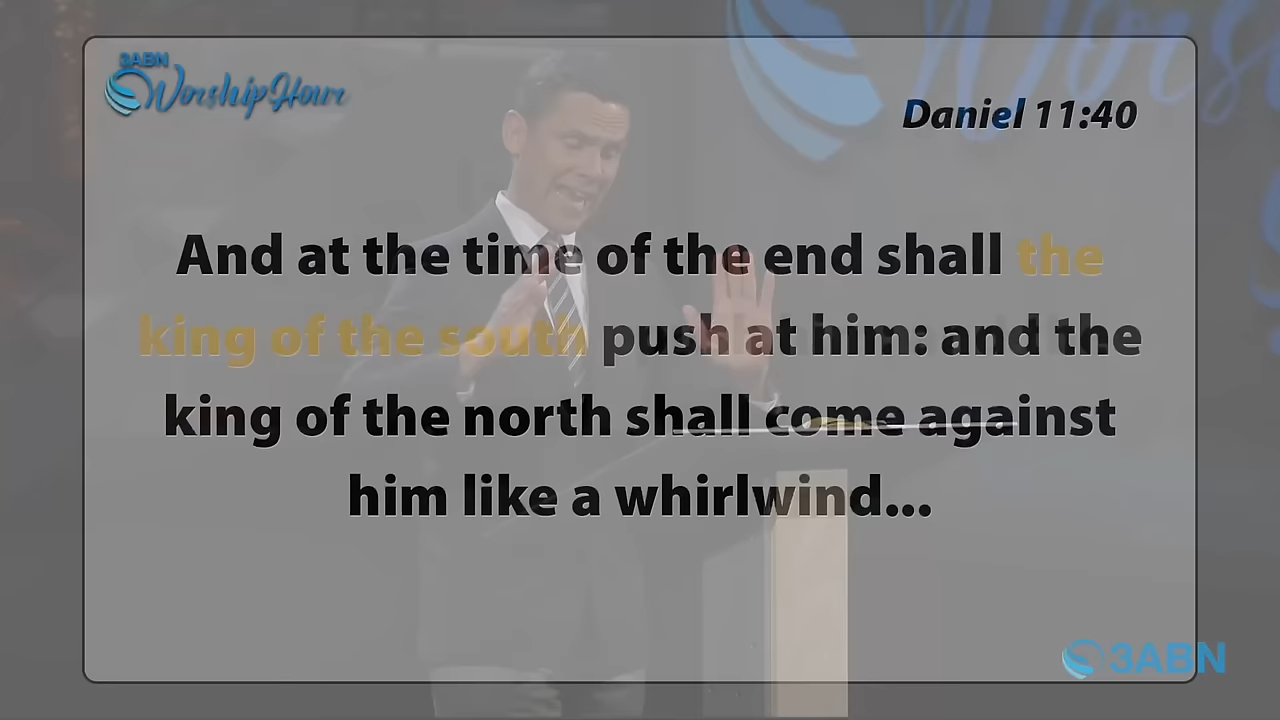 3ABN
Worship Hour
Wors
Daniel 11:40
And at the time of the end shall the
king of the south push at him: and the
king of the north shall come against
him like a whirlwind...
3ABN